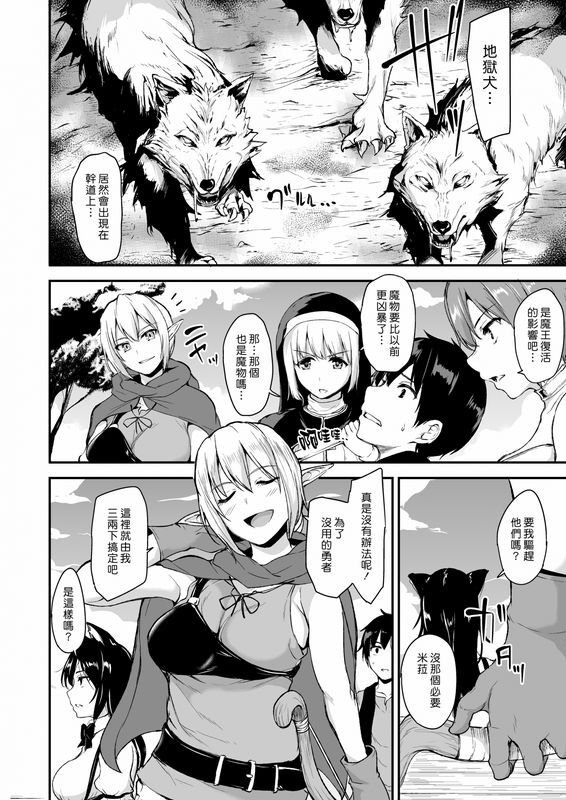 地獄犬…
グルル…
居然會出現在
幹道上…
是魔王復活
的影響吧…
魔物要比以前
更凶暴了…
啊哇哇…
那…那個
也是魔物嗎…
要我驅趕
他們嗎？
沒那個必要
米菈
真是沒有辦法呢！
為了
沒用的勇者
這裡就由我
三兩下搞定吧
是這樣嗎？